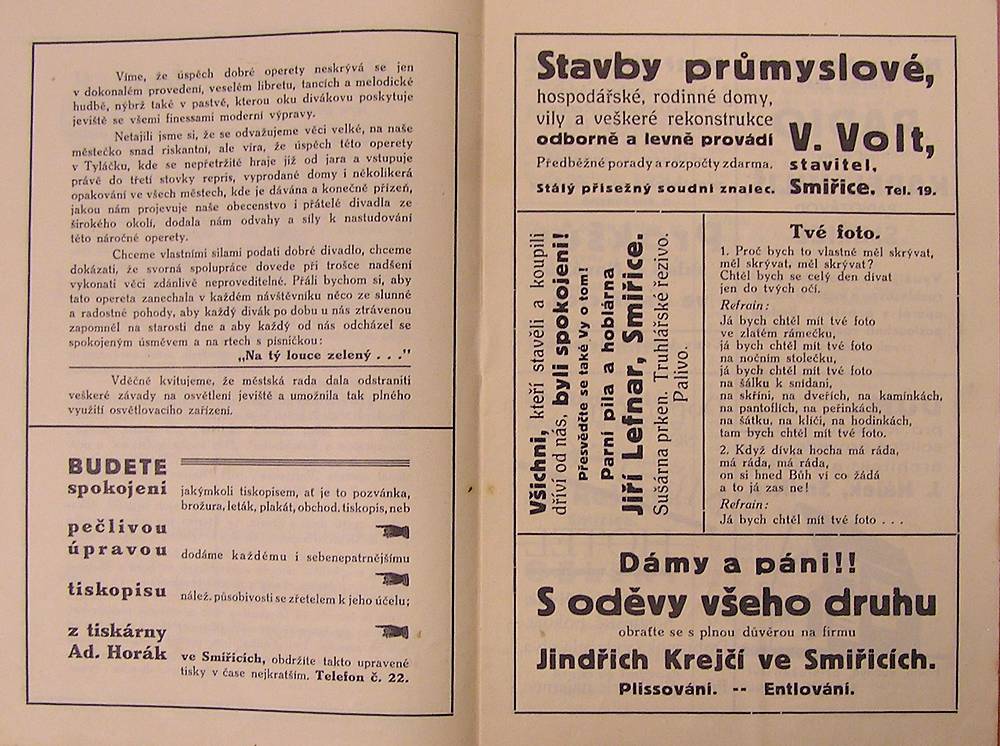 Víme, že úspěch dobré operety neskrývá se jen
v dokonalém provedení, veselém libretu, tancích a melodické
hudbě, nýbrž také v pastvě, kterou oku divákovu poskytuje
jeviště se všemi finessami moderní výpravy.
Netajili jsme si, že se odvažujeme věci velké, na naše
městečko snad riskantní, ale víra, že úspěch této operety
v Tyláčku, kde se nepřetržitě hraje již od jara a vstupuje
právě do třetí stovky repris, vyprodané domy i několikerá
opakování ve všech městech, kde je dávána a konečně přízeň,
jakou nám projevuje naše obecenstvo i přátelé divadla ze
širokého okolí, dodala nám odvahy a síly k nastudování
této náročné operety.
Chceme vlastními silami podati dobré divadlo, chceme
dokázati, že svorná spolupráce dovede při trošce nadšení
vykonati věci zdánlivě neproveditelné. Přáli bychom si, aby
tato opereta zanechala v každém návštěvníku něco ze slunné
a radostné pohody, aby každý divák po dobu u nás ztrávenou
zapomněl na starosti dne a aby každý od nás odcházel se
spokojeným úsměvem a na rtech s písničkou:
„Na tý louce zelený . . ."
Vděčně kvitujeme, že městská rada dala odstraniti
veškeré závady na osvětlení jeviště a umožnila tak plného
využití osvětlovacího zařízení.
BUDETE
spokojeni jakýmkoli tiskopisem, ať je to pozvánka,
brožura, leták, plakát, obchod. tiskopis, neb
pečlivou
úpravou dodáme každému i sebenepatrnějšímu
tiskopisu nálež. působivosti se zřetelem k jeho účelu;
z tiskárny
Ad. Horák ve Smiřicích, obdržíte takto upravené
tisky v čase nejkratším. Telefon č. 22.
Stavby průmyslové,
hospodářské, rodinné domy,
vily a veškeré rekonstrukce
odborně a levně provádí
V. Volt,
Předběžné porady a rozpočty zdarma. stavitel,
Stálý přísežný soudní znalec. Smiřice. Tel. 19.
Všichni, kteří stavěli a koupili
dříví od nás, byli spokojeni!
Přesvědčte se také Vy o tom!
Parní pila a hoblárna
Jiří Lefnar, Smiřice.
Sušárna prken. Truhlářské řezivo.
Palivo.
Tvé foto.
1. Proč bych to vlastně měl skrývat,
měl skrývat, měl skrývat?
Chtěl bych se celý den dívat
jen do tvých očí.
Refrain:
Já bych chtěl mít tvé foto
ve zlatém rámečku,
já bych chtěl mít tvé foto
na nočním stolečku,
já bych chtěl mít tvé foto
na šálku k snídani,
na skříni, na dveřích, na kamínkách,
na pantoflích, na peřinkách,
na šátku, na klíči, na hodinkách,
tam bych chtěl mít tvé foto.
2. Když dívka hocha má ráda,
má ráda, má ráda,
on si hned Bůh ví co žádá
a to já zas ne!
Refrain:
Já bych chtěl mít tvé foto . . .
Dámy a páni!!
S oděvy všeho druhu
obraťte se s plnou důvěrou na firmu
Jindřich Krejčí ve Smiřicích.
Plissování. -- Entlování.